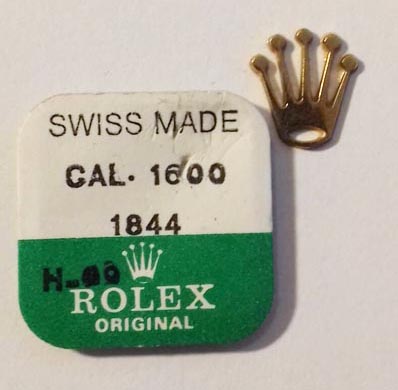 SWISS MADE
CAL. 1600
1844
ROLEX
ORIGINAL